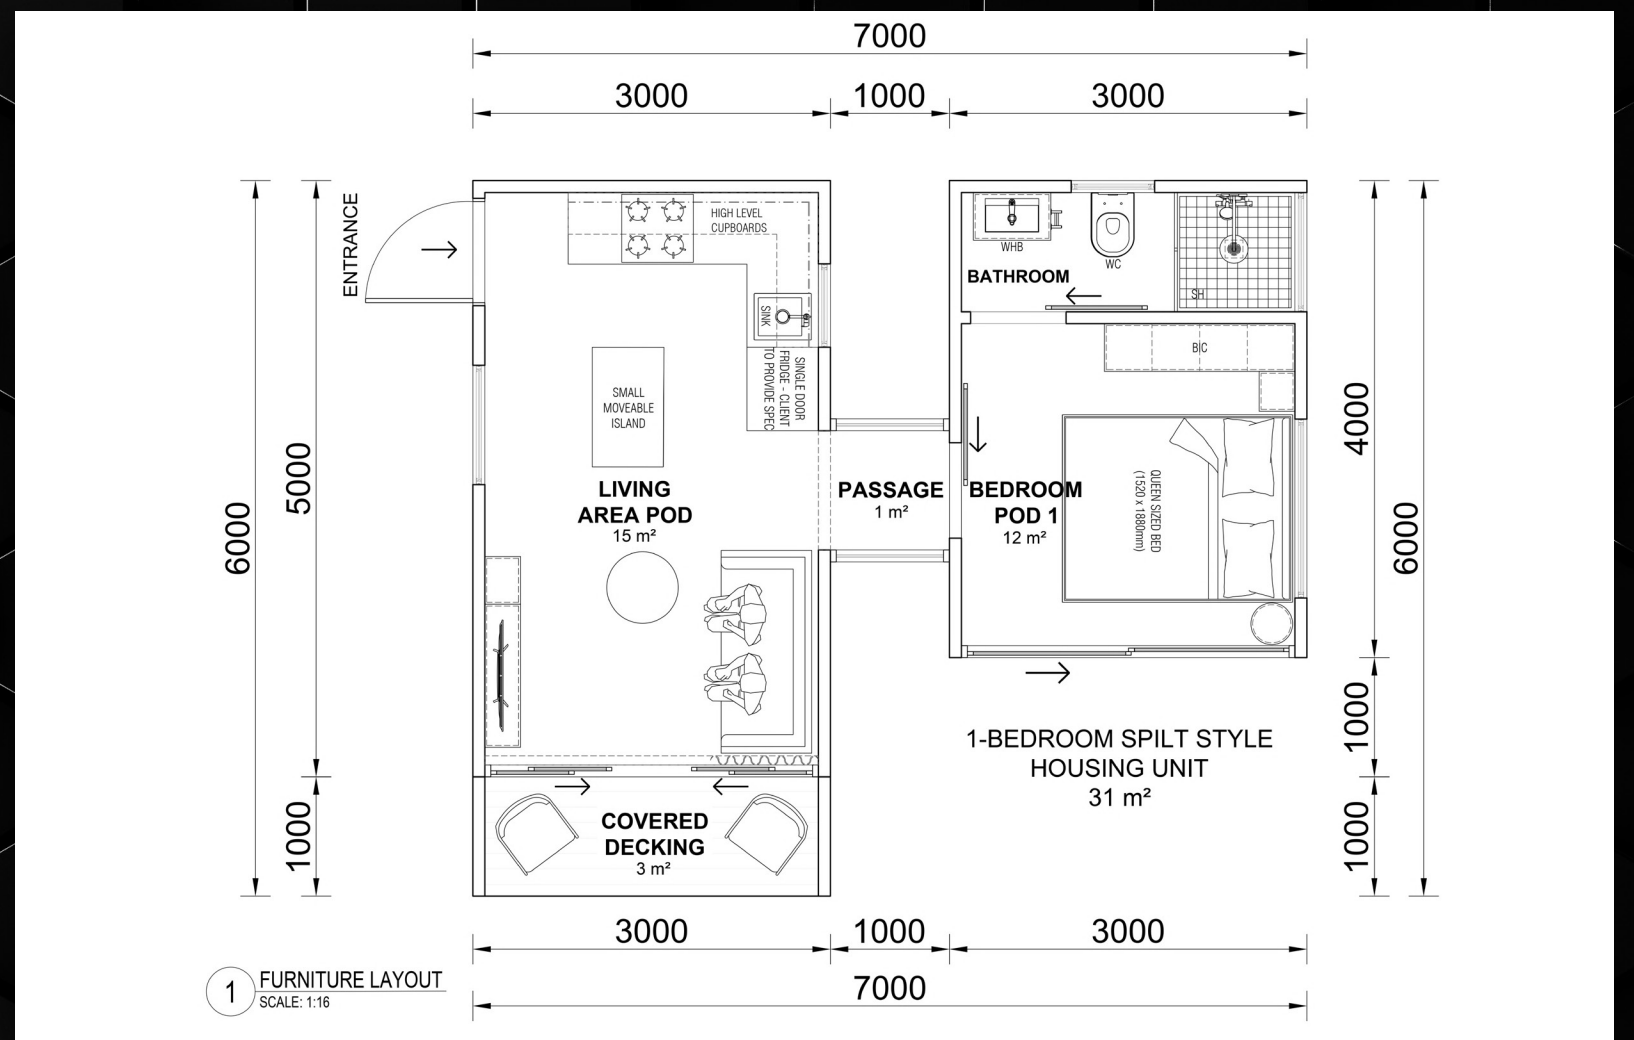 7000
3000
1000
3000
ENTRANCE
HIGH LEVEL
CUPBOARDS
SINK
SINGLE DOOR
FRIDGE - CLIENT
TO PROVIDE SPEC
SMALL
MOVEABLE
ISLAND
LIVING
AREA POD
15 m²
PASSAGE
1 m²
WHB
WC
SH
BATHROOM
B|C
BEDROOM
POD 1
12 m²
QUEEN SIZED BED
(1520 x 1880mm)
6000
5000
1000
4000
1000
1000
6000
1-BEDROOM SPILT STYLE
HOUSING UNIT
31 m²
COVERED
DECKING
3 m²
3000
1000
3000
7000
1
FURNITURE LAYOUT
SCALE: 1:16